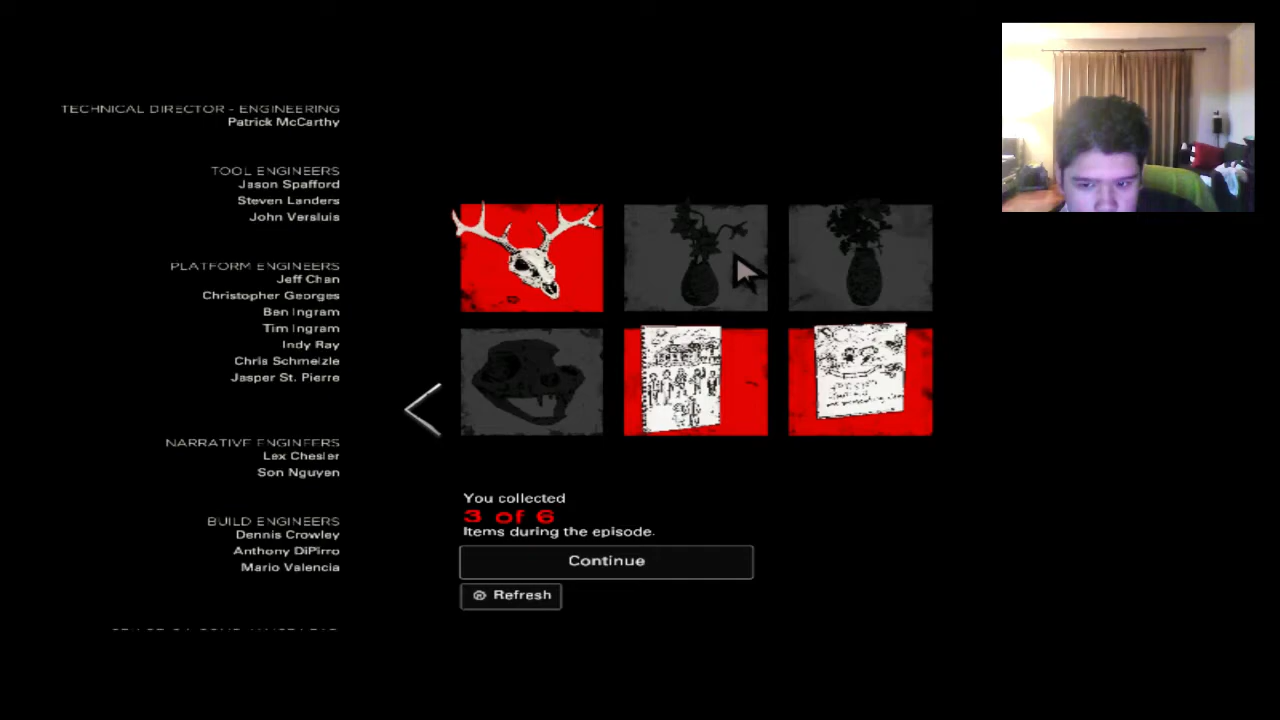 TECHNICAL DIRECTOR - ENGINEERING
Patrick McCarthy
TOOL ENGINEERS
Jason Spafford
Steven Landers
John Versluis
PLATFORM ENGINEERS
Jeff Chan
Christopher Georges
Ben Ingram
Tim Ingram
Indy Ray
Chris Schmelzle
Jasper St. Pierre
NARRATIVE ENGINEERS
Lex Chesler
Son Nguyen
BUILD ENGINEERS
Dennis Crowley
Anthony DiPirro
Mario Valencia
You collected
3 of 6
Items during the episode.
Continue
Refresh